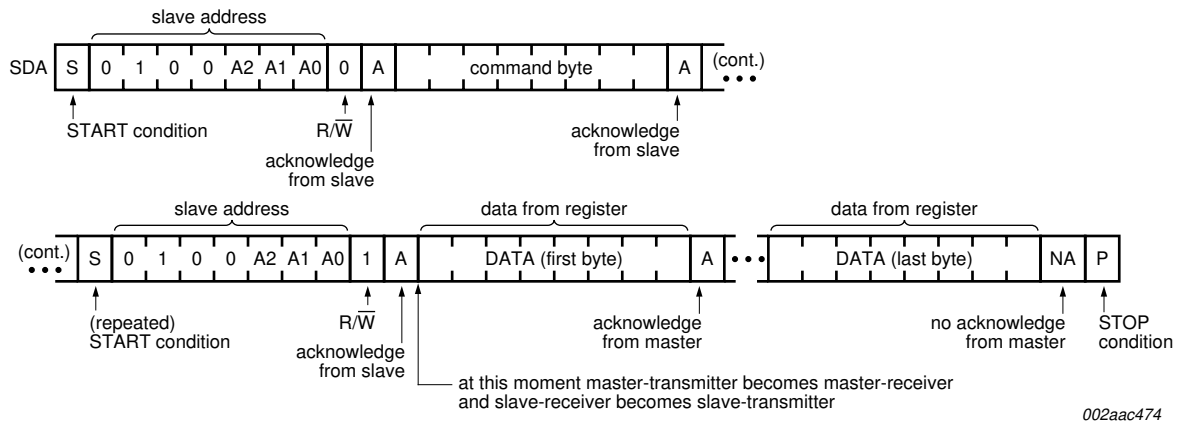 slave address
SDA S 0 1 0 0 A2 A1 A0 0 A command byte A (cont.)
START condition
R/W̅
acknowledge
from slave
acknowledge
from slave
slave address
data from register
data from register
(cont.) S 0 1 0 0 A2 A1 A0 1 A DATA (first byte) A DATA (last byte) NA P
(repeated)
START condition
R/W̅
acknowledge
from slave
acknowledge
from master
no acknowledge
from master
STOP
condition
at this moment master-transmitter becomes master-receiver
and slave-receiver becomes slave-transmitter
002aac474